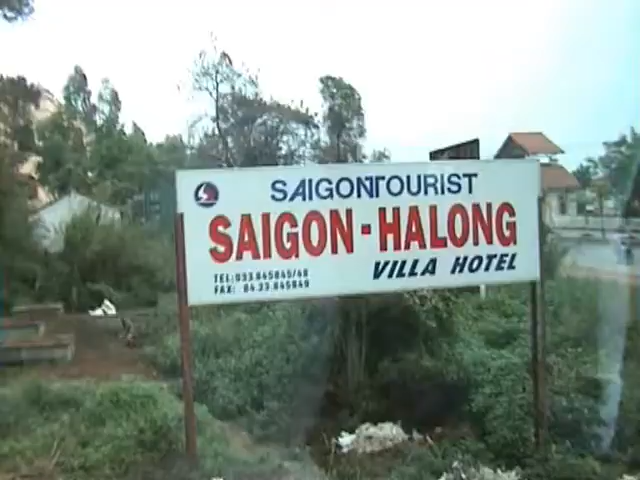 SAIGONTOURIST
SAIGON-HALONG
TEL: 033.845845/48
FAX: 84.33.845849
VILLA HOTEL